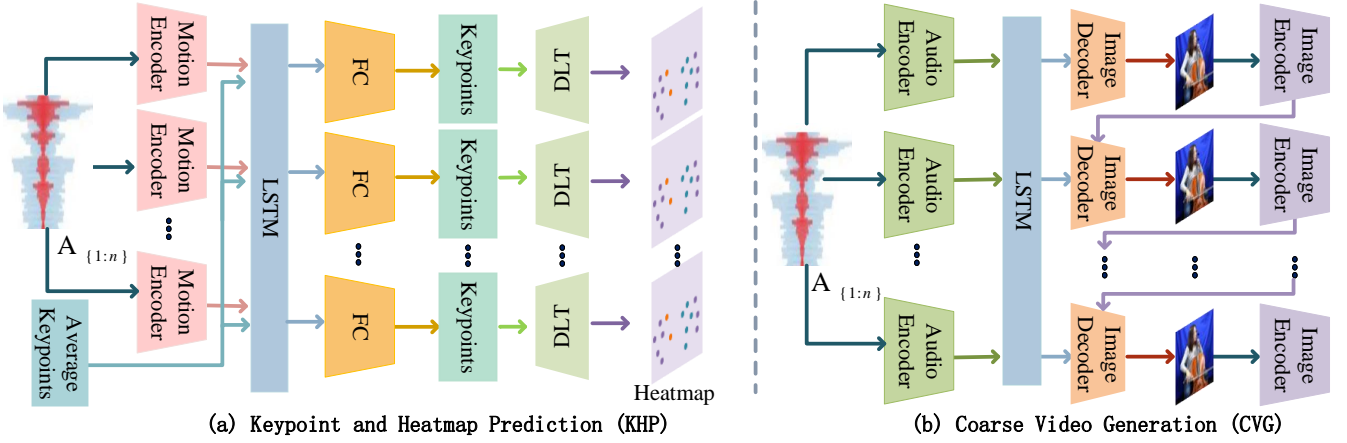 Motion
Encoder
Motion
Encoder
Motion
Encoder
A {1:n}
Average
Keypoints
LSTM
FC
FC
FC
Keypoints
Keypoints
Keypoints
DLT
DLT
DLT
Heatmap
(a) Keypoint and Heatmap Prediction (KHP)
A {1:n}
Audio
Encoder
Audio
Encoder
Audio
Encoder
LSTM
Image
Decoder
Image
Decoder
Image
Decoder
Image
Encoder
Image
Encoder
Image
Encoder
(b) Coarse Video Generation (CVG)